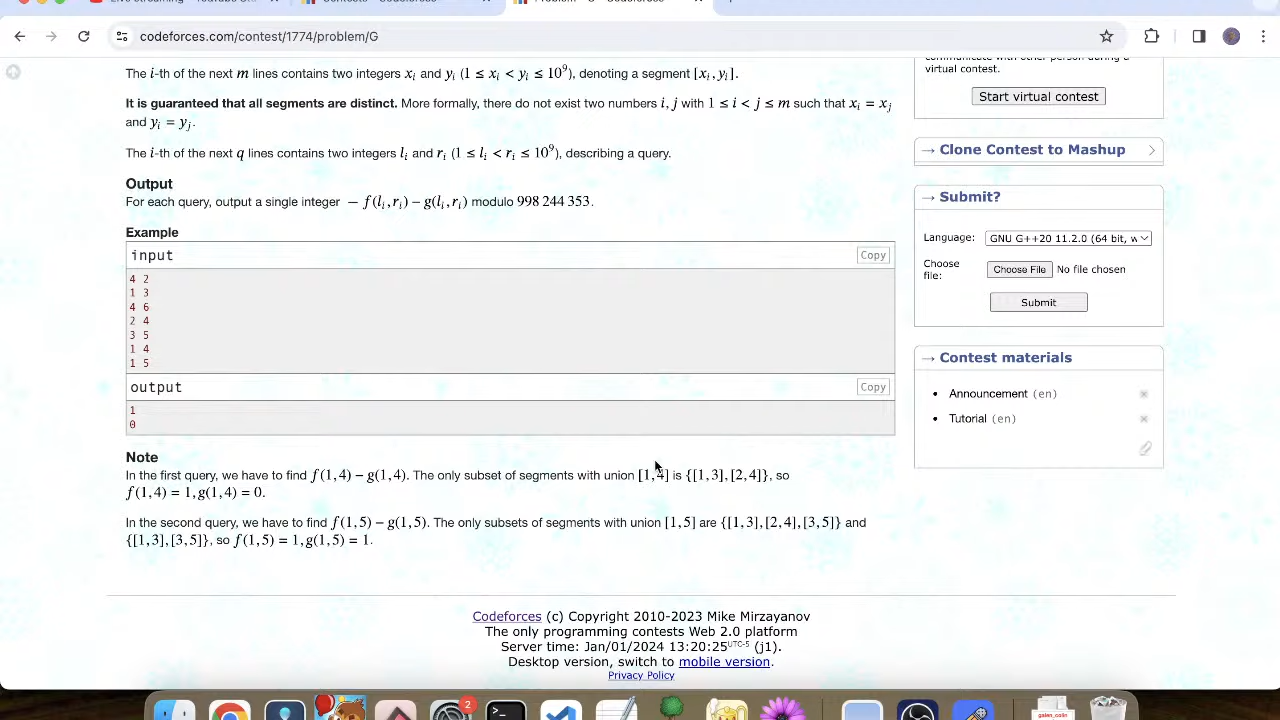 codeforces.com/contest/1774/problem/G
The i-th of the next m lines contains two integers x_i and y_i (1 ≤ x_i < y_i ≤ 10^9), denoting a segment [x_i, y_i].
It is guaranteed that all segments are distinct. More formally, there do not exist two numbers i, j with 1 ≤ i < j ≤ m such that x_i = x_j
and y_i = y_j.
The i-th of the next q lines contains two integers l_i and r_i (1 ≤ l_i < r_i ≤ 10^9), describing a query.
Output
For each query, output a single integer — f(l_i, r_i) − g(l_i, r_i) modulo 998 244 353.
Example
input
Copy
4 2
1 3
4 6
2 4
3 5
1 4
1 5
output
Copy
1
0
Note
In the first query, we have to find f(1, 4) − g(1, 4). The only subset of segments with union [1, 4] is {[1, 3], [2, 4]}, so
f(1, 4) = 1, g(1, 4) = 0.
In the second query, we have to find f(1, 5) − g(1, 5). The only subsets of segments with union [1, 5] are {[1, 3], [2, 4], [3, 5]} and
{[1, 3], [3, 5]}, so f(1, 5) = 1, g(1, 5) = 1.
virtual contest.
Start virtual contest
→ Clone Contest to Mashup
→ Submit?
Language:
GNU G++20 11.2.0 (64 bit, w
Choose
file:
Choose File No file chosen
Submit
→ Contest materials
Announcement (en)
Tutorial (en)
Codeforces (c) Copyright 2010-2023 Mike Mirzayanov
The only programming contests Web 2.0 platform
Server time: Jan/01/2024 13:20:25UTC-5 (j1).
Desktop version, switch to mobile version.
Privacy Policy
2
galen_colin